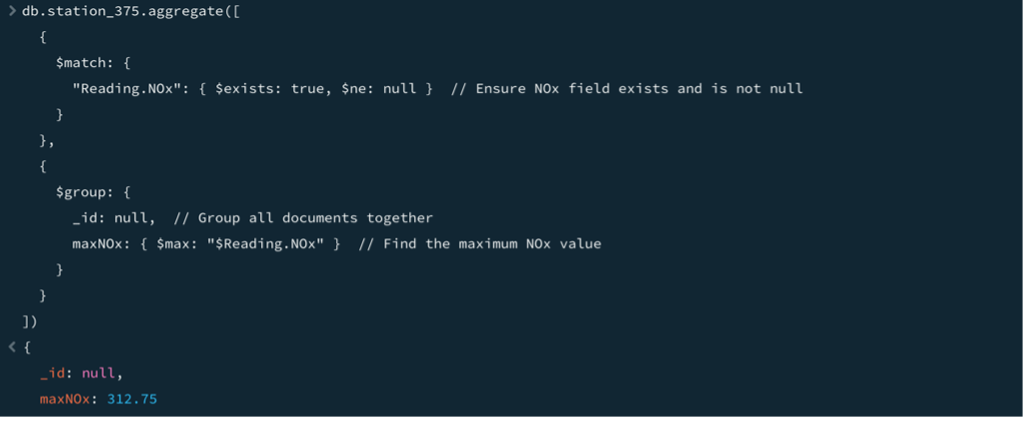 > db.station_375.aggregate([
{
$match: {
"Reading.NOx": { $exists: true, $ne: null }  // Ensure NOx field exists and is not null
}
},
{
$group: {
_id: null,  // Group all documents together
maxNOx: { $max: "$Reading.NOx" }  // Find the maximum NOx value
}
}
])
< {
_id: null,
maxNOx: 312.75